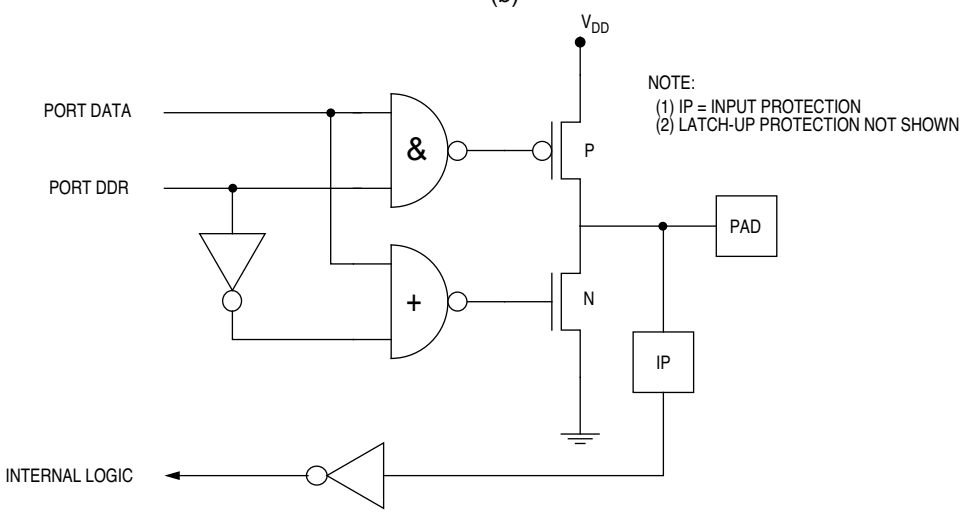 (b)
VDD
NOTE:
(1) IP = INPUT PROTECTION
(2) LATCH-UP PROTECTION NOT SHOWN
PORT DATA
&
P
PORT DDR
PAD
+
N
IP
INTERNAL LOGIC